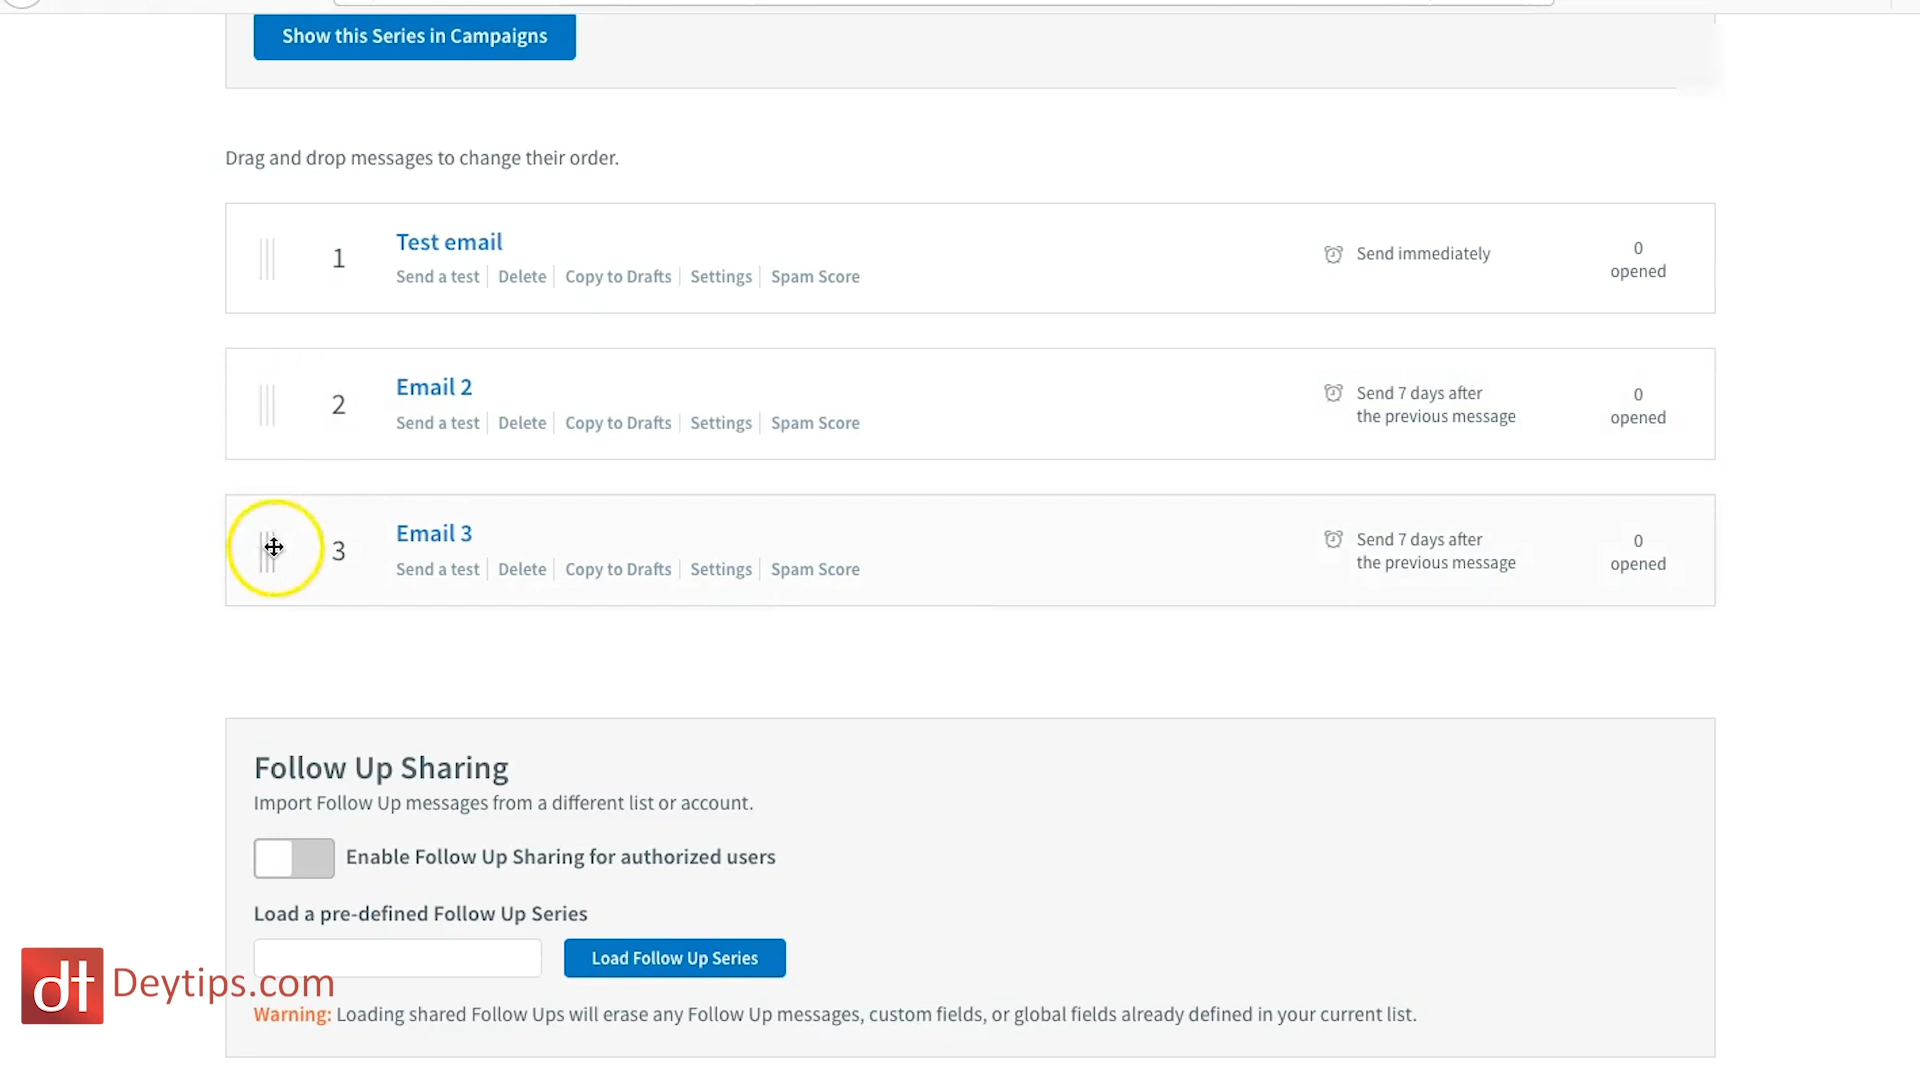 Show this Series in Campaigns
Drag and drop messages to change their order.
1
Test email
Send a test
Delete
Copy to Drafts
Settings
Spam Score
Send immediately
0
opened
2
Email 2
Send a test
Delete
Copy to Drafts
Settings
Spam Score
Send 7 days after
the previous message
0
opened
3
Email 3
Send a test
Delete
Copy to Drafts
Settings
Spam Score
Send 7 days after
the previous message
0
opened
Follow Up Sharing
Import Follow Up messages from a different list or account.
Enable Follow Up Sharing for authorized users
Load a pre-defined Follow Up Series
Load Follow Up Series
dt Deytips.com
Warning: Loading shared Follow Ups will erase any Follow Up messages, custom fields, or global fields already defined in your current list.